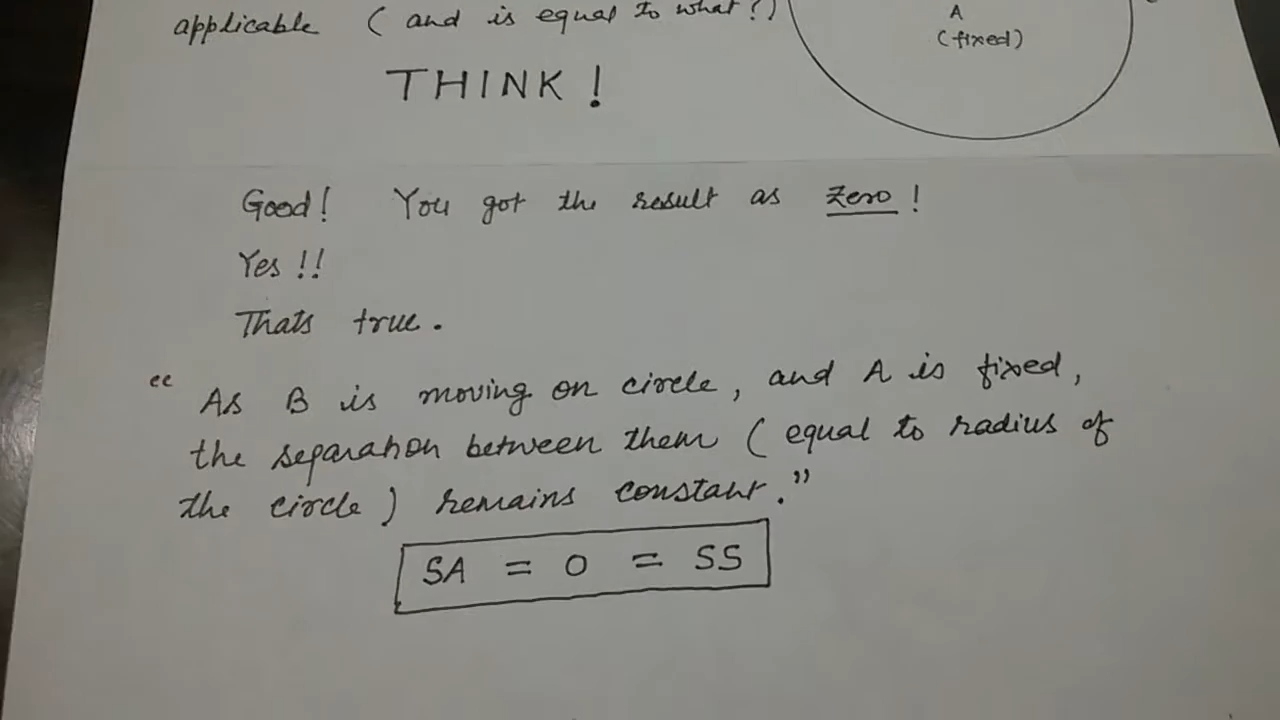 applicable ( and is equal to what ?)
A
(fixed)
THINK !
Good! You got the result as Zero !
Yes !!
Thats true.
“ As B is moving on circle, and A is fixed,
the separation between them ( equal to radius of
the circle ) remains constant.”
SA = 0 = SS